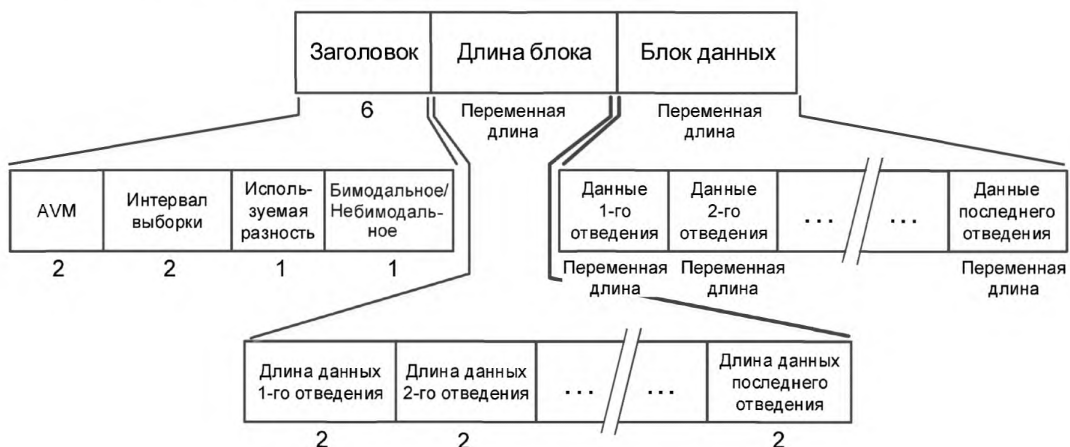 Заголовок Длина блока Блок данных
6 Переменная длина Переменная длина
AVM
Интервал
выборки
Исполь-
зуемая
разность
Бимодальное/
Небимодаль-
ное
2 2 1 1
Данные
1-го
отведения
Данные
2-го
отведения
... ...
Данные
последнего
отведения
Переменная
длина
Переменная
длина
Переменная
длина
Длина данных
1-го отведения
Длина данных
2-го отведения
... ...
Длина данных
последнего
отведения
2 2 2